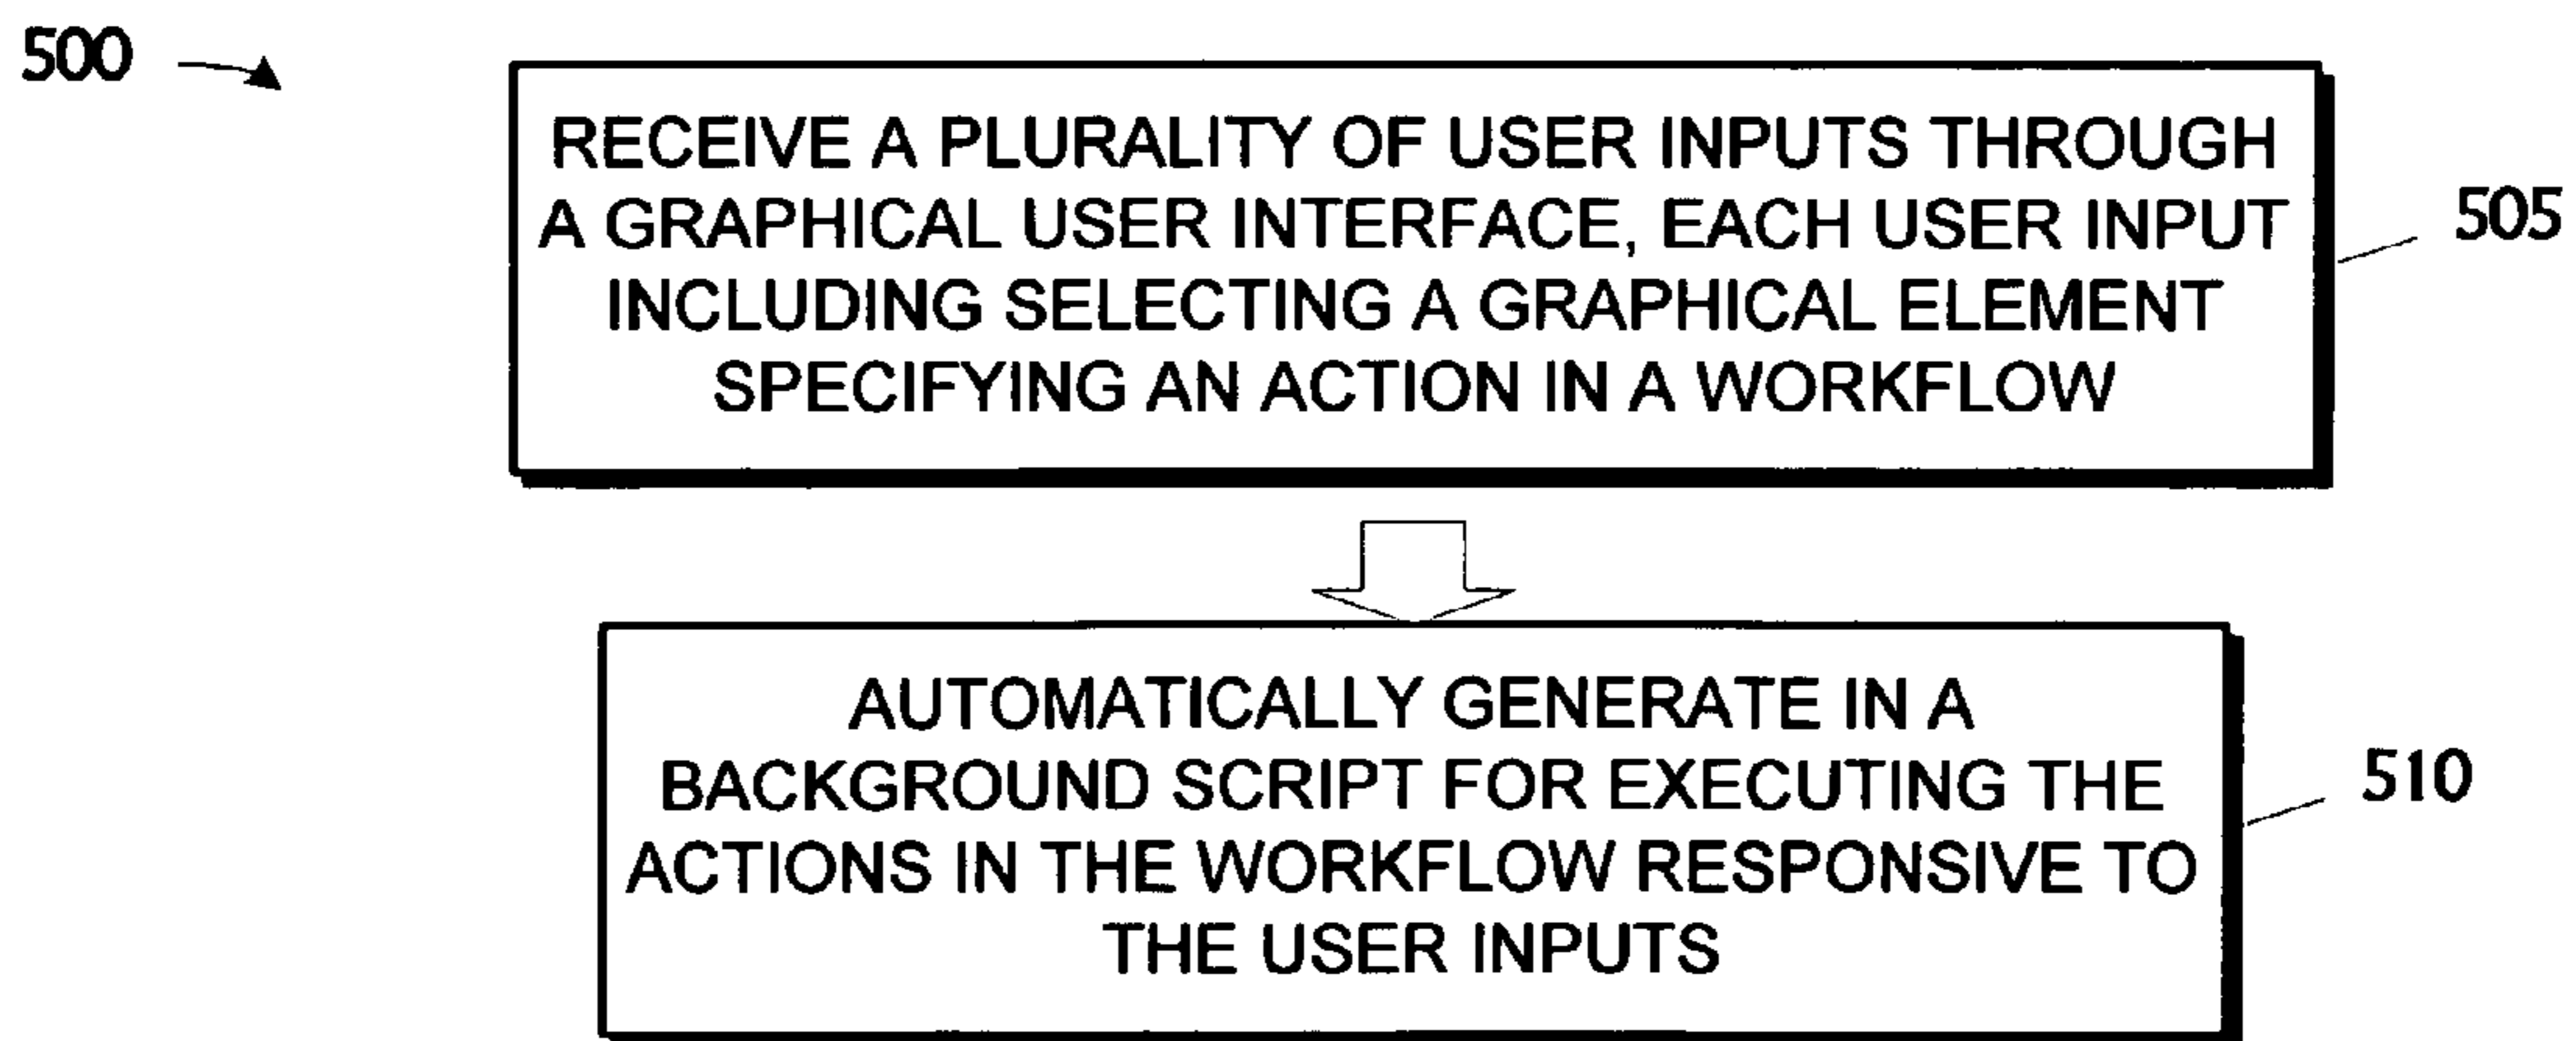 500
RECEIVE A PLURALITY OF USER INPUTS THROUGH
A GRAPHICAL USER INTERFACE, EACH USER INPUT
INCLUDING SELECTING A GRAPHICAL ELEMENT
SPECIFYING AN ACTION IN A WORKFLOW
505
AUTOMATICALLY GENERATE IN A
BACKGROUND SCRIPT FOR EXECUTING THE
ACTIONS IN THE WORKFLOW RESPONSIVE TO
THE USER INPUTS
510